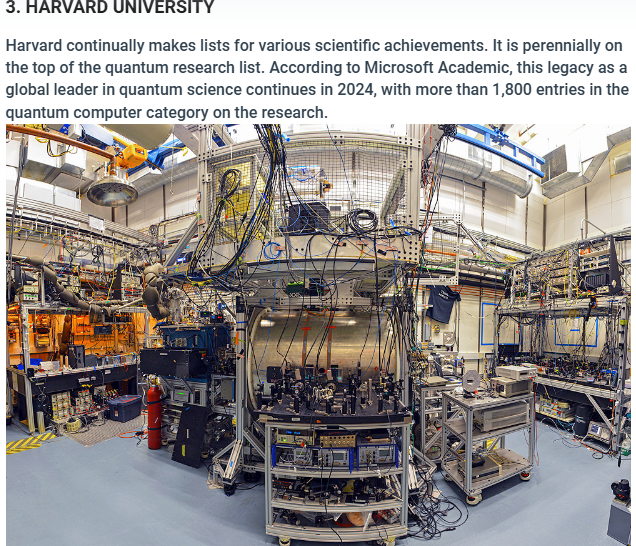 3. HARVARD UNIVERSITY
Harvard continually makes lists for various scientific achievements. It is perennially on
the top of the quantum research list. According to Microsoft Academic, this legacy as a
global leader in quantum science continues in 2024, with more than 1,800 entries in the
quantum computer category on the research.